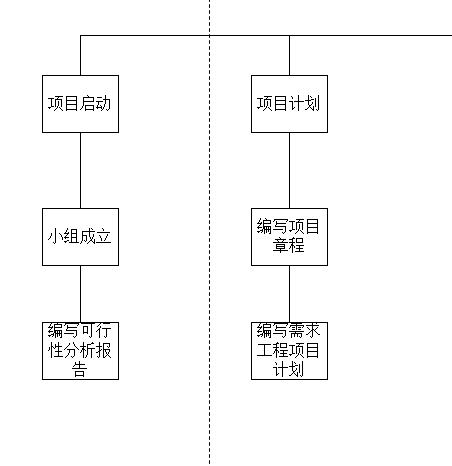 项目启动
项目计划
小组成立
编写项目
章程
编写可行
性分析报
告
编写需求
工程项目
计划